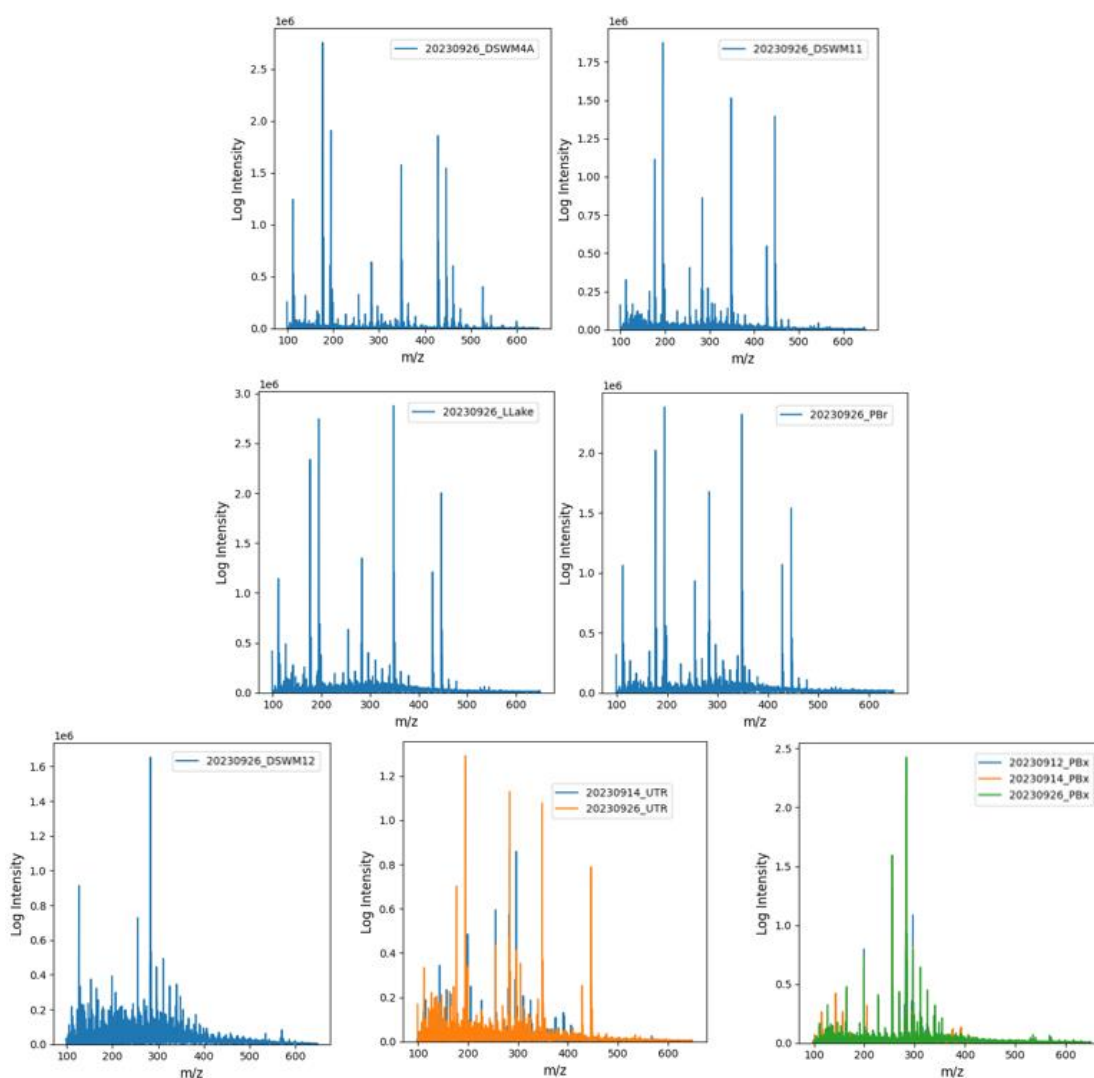 1e6
20230926_DSWM4A
Log Intensity
2.5
2.0
1.5
1.0
0.5
0.0
100 200 300 400 500 600
m/z
1e6
20230926_DSWM11
Log Intensity
1.75
1.50
1.25
1.00
0.75
0.50
0.25
0.00
100 200 300 400 500 600
m/z
1e6
20230926_LLake
Log Intensity
3.0
2.5
2.0
1.5
1.0
0.5
0.0
100 200 300 400 500 600
m/z
1e6
20230926_PBr
Log Intensity
2.0
1.5
1.0
0.5
0.0
100 200 300 400 500 600
m/z
1e6
20230926_DSWM12
Log Intensity
1.6
1.4
1.2
1.0
0.8
0.6
0.4
0.2
0.0
100 200 300 400 500 600
m/z
20230914_UTR
20230926_UTR
Log Intensity
1.2
1.0
0.8
0.6
0.4
0.2
0.0
100 200 300 400 500 600
m/z
20230912_PBx
20230914_PBx
20230926_PBx
Log Intensity
2.5
2.0
1.5
1.0
0.5
0.0
100 200 300 400 500 600
m/z